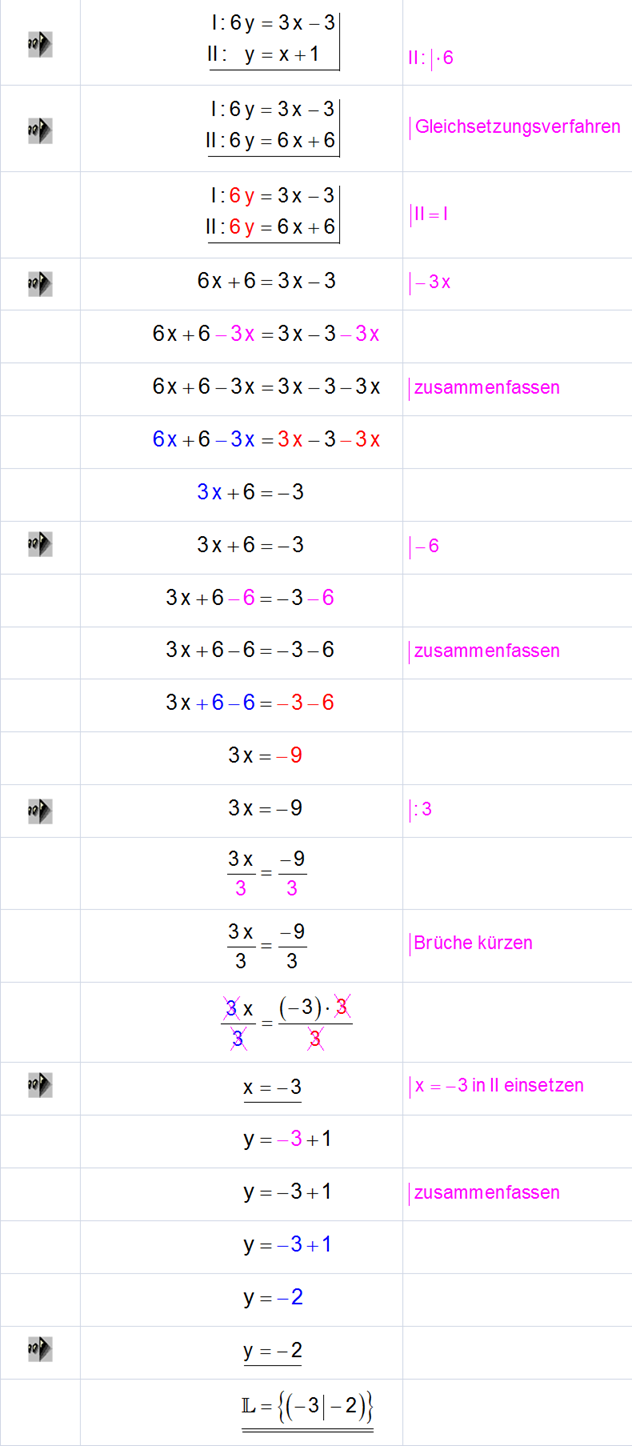 I: 6y = 3x − 3
II: y = x + 1
II: | · 6
I: 6y = 3x − 3
II: 6y = 6x + 6
| Gleichsetzungsverfahren
I: 6y = 3x − 3
II: 6y = 6x + 6
| II = I
6x + 6 = 3x − 3 | − 3x
6x + 6 − 3x = 3x − 3 − 3x
6x + 6 − 3x = 3x − 3 − 3x | zusammenfassen
6x + 6 − 3x = 3x − 3 − 3x
3x + 6 = −3
3x + 6 = −3 | − 6
3x + 6 − 6 = −3 − 6
3x + 6 − 6 = −3 − 6 | zusammenfassen
3x + 6 − 6 = −3 − 6
3x = −9
3x = −9 | : 3
3x/3 = −9/3
3x/3 = −9/3 | Brüche kürzen
3x/3 = (−3) · 3/3
x = −3 | x = −3 in II einsetzen
y = −3 + 1
y = −3 + 1 | zusammenfassen
y = −3 + 1
y = −2
y = −2
𝕃 = {(−3 | −2)}